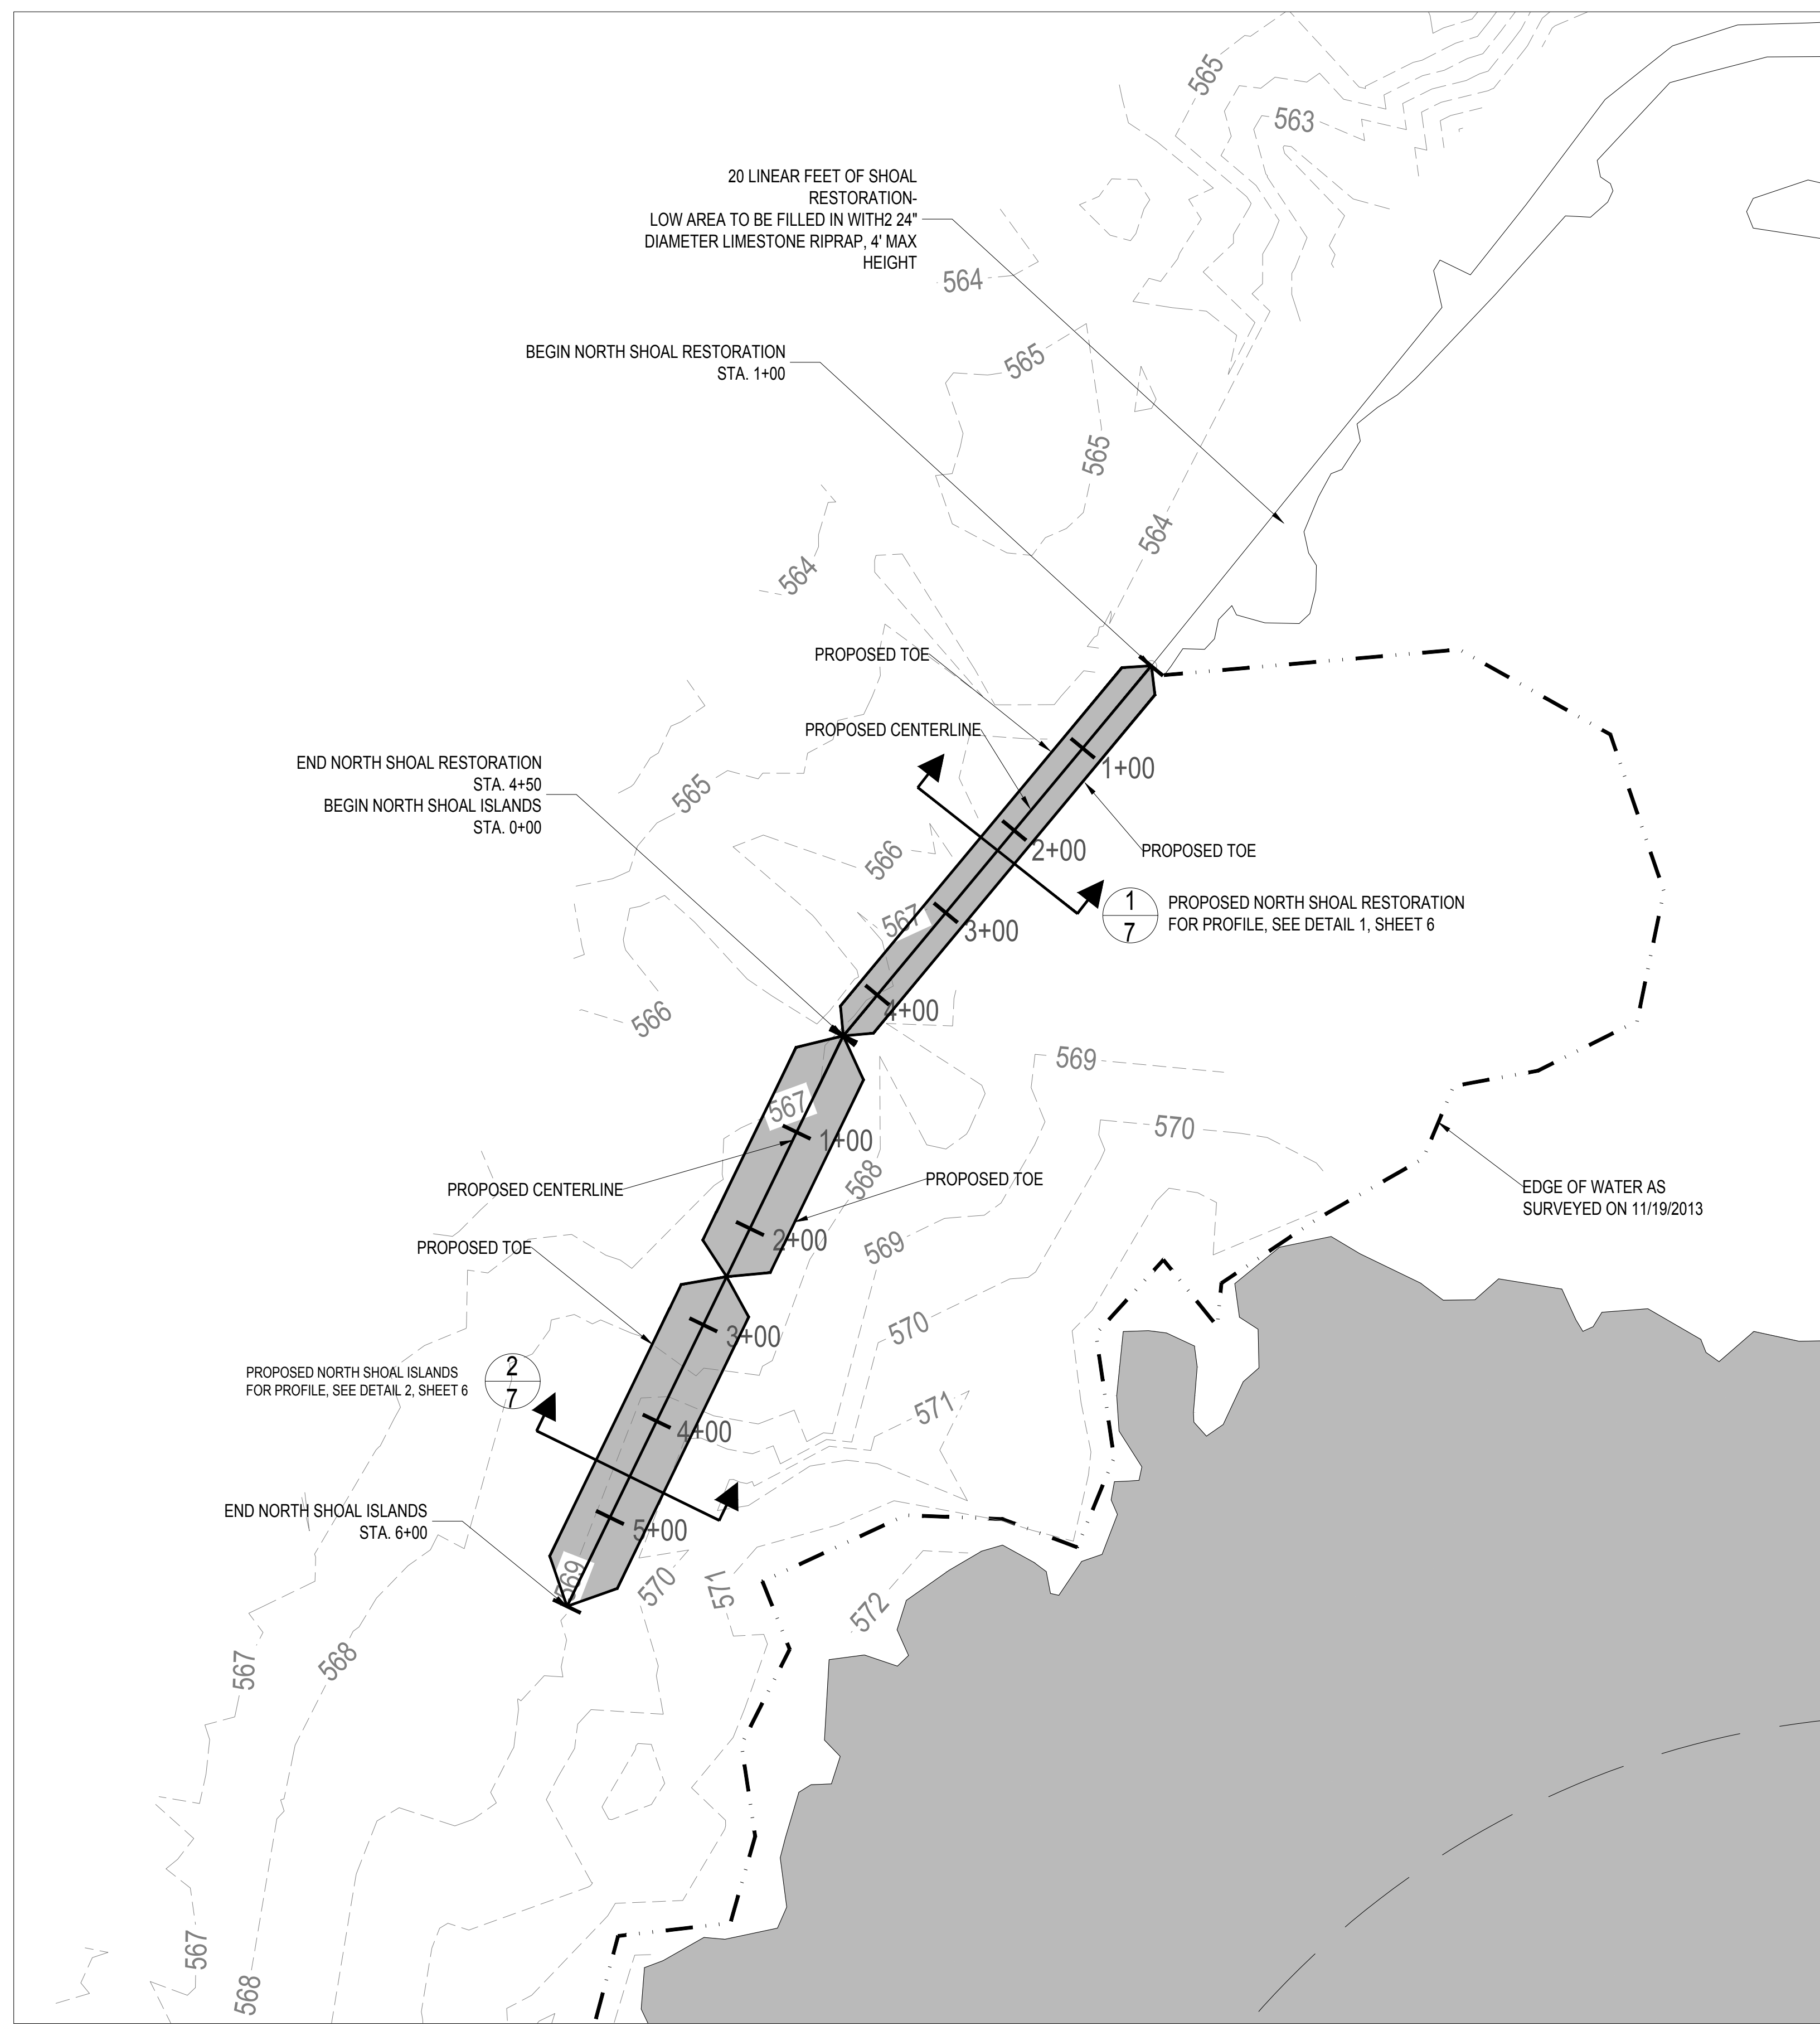 565
563
20 LINEAR FEET OF SHOAL
RESTORATION-
LOW AREA TO BE FILLED IN WITH2 24"
DIAMETER LIMESTONE RIPRAP, 4' MAX
HEIGHT
564
BEGIN NORTH SHOAL RESTORATION
STA. 1+00
565
565
564
564
PROPOSED TOE
PROPOSED CENTERLINE
END NORTH SHOAL RESTORATION
STA. 4+50
BEGIN NORTH SHOAL ISLANDS
STA. 0+00
565
1+00
2+00
PROPOSED TOE
566
1
7
PROPOSED NORTH SHOAL RESTORATION
FOR PROFILE, SEE DETAIL 1, SHEET 6
567
3+00
4+00
566
569
567
1+00
570
568
PROPOSED CENTERLINE
PROPOSED TOE
EDGE OF WATER AS
SURVEYED ON 11/19/2013
PROPOSED TOE
2+00
569
570
3+00
PROPOSED NORTH SHOAL ISLANDS
FOR PROFILE, SEE DETAIL 2, SHEET 6
2
7
571
4+00
END NORTH SHOAL ISLANDS
STA. 6+00
5+00
569
570
571
572
567
568
567
568